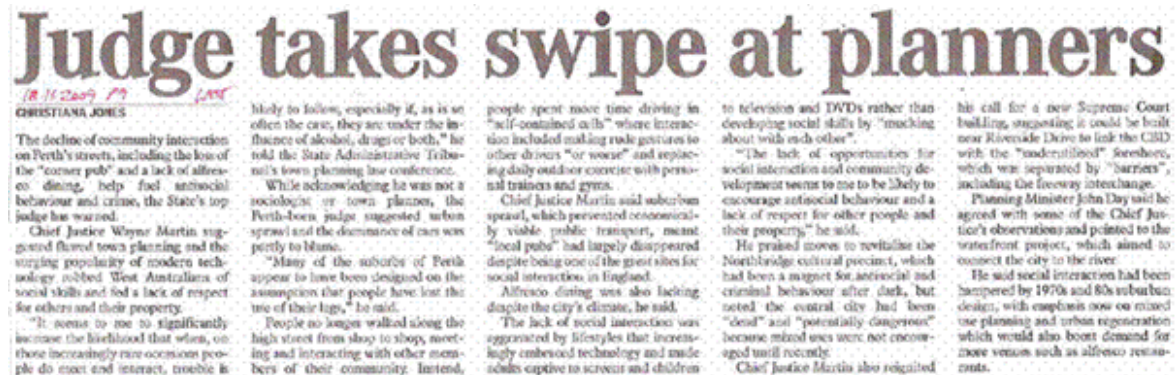 Judge takes swipe at planners
18.11.2009 P9
CHRISTIANA JONES
The decline of community interaction
on Perth's streets, including the loss of
the "corner pub" and a lack of alfres-
co dining, help fuel antisocial
behaviour and crime, the State's top
judge has warned.
Chief Justice Wayne Martin sug-
gested flawed town planning and the
surging popularity of modern tech-
nology robbed West Australians of
social skills and fed a lack of respect
for others and their property.
"It seems to me to significantly
increase the likelihood that when, on
those increasingly rare occasions peo-
ple do meet and interact, trouble is
likely to follow, especially if, as is so
often the case, they are under the in-
fluence of alcohol, drugs or both," he
told the State Administrative Tribu-
nal's town planning law conference.
While acknowledging he was not a
sociologist or town planner, the
Perth-born judge suggested urban
sprawl and the dominance of cars was
partly to blame.
"Many of the suburbs of Perth
appear to have been designed on the
assumption that people have lost the
use of their legs," he said.
People no longer walked along the
high street from shop to shop, meet-
ing and interacting with other mem-
bers of their community. Instead,
people spent more time driving in
"self-contained cells" where interac-
tion included making rude gestures to
other drivers "or worse" and replac-
ing daily outdoor exercise with perso-
nal trainers and gyms.
Chief Justice Martin said suburban
sprawl, which prevented economical-
ly viable public transport, meant
"local pubs" had largely disappeared
despite being one of the great sites for
social interaction in England.
Alfresco dining was also lacking
despite the city's climate, he said.
The lack of social interaction was
aggravated by lifestyles that increas-
ingly embraced technology and made
adults captive to screens and children
to television and DVDs rather than
developing social skills by "mucking
about with each other".
"The lack of opportunities for
social interaction and community de-
velopment seems to me to be likely to
encourage antisocial behaviour and a
lack of respect for other people and
their property," he said.
He praised moves to revitalise the
Northbridge cultural precinct, which
had been a magnet for antisocial and
criminal behaviour after dark, but
noted the central city had been
"dead" and "potentially dangerous"
because mixed uses were not encour-
aged until recently.
Chief Justice Martin also reignited
his call for a new Supreme Court
building, suggesting it could be built
near Riverside Drive to link the CBD
with the "underutilised" foreshore,
which was separated by "barriers",
including the freeway interchange.
Planning Minister John Day said he
agreed with some of the Chief Jus-
tice's observations and pointed to the
waterfront project, which aimed to
connect the city to the river.
He said social interaction had been
hampered by 1970s and 80s suburban
design, with emphasis now on mixed
use planning and urban regeneration
which would also boost demand for
more venues such as alfresco restau-
rants.